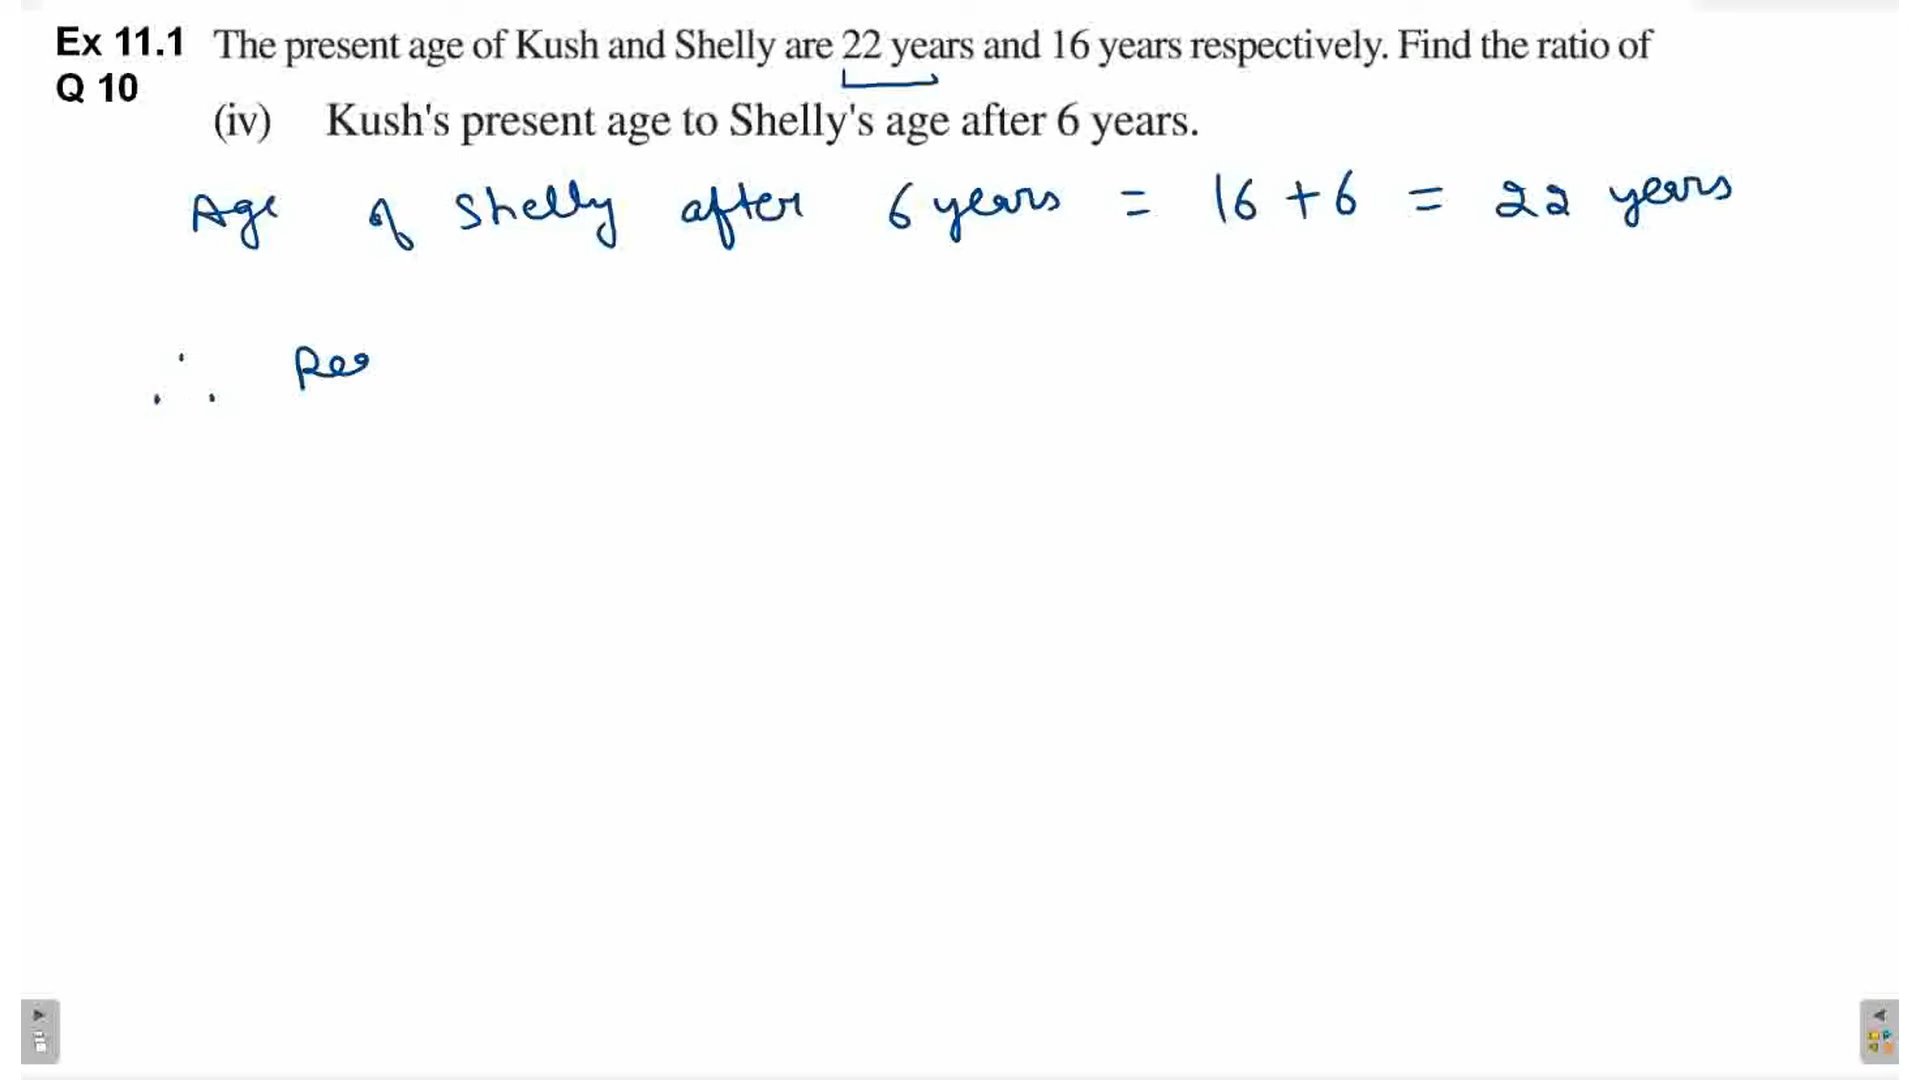 Ex 11.1 The present age of Kush and Shelly are 22 years and 16 years respectively. Find the ratio of
Q 10
(iv) Kush's present age to Shelly's age after 6 years.
Age of Shelly after 6 years = 16 + 6 = 22 years
∴ Res